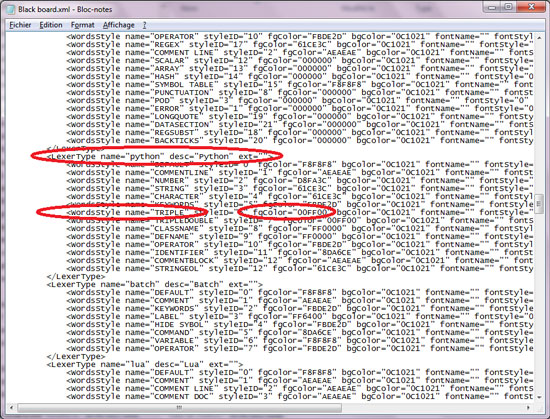 Black board.xml - Bloc-notes
Fichier Edition Format Affichage ?
<WordsStyle name="OPERATOR" styleID="10" fgColor="FBDE2D" bgColor="0C1021" fontName="" fontStyl
<WordsStyle name="REGEX" styleID="17" fgColor="61CE3C" bgColor="0C1021" fontName="" fontStyle=
<WordsStyle name="COMMENT LINE" styleID="2" fgColor="AEAEAE" bgColor="0C1021" fontName="" font
<WordsStyle name="SCALAR" styleID="12" fgColor="000000" bgColor="0C1021" fontName="" fontStyle
<WordsStyle name="ARRAY" styleID="13" fgColor="000000" bgColor="0C1021" fontName="" fontStyle=
<WordsStyle name="HASH" styleID="14" fgColor="000000" bgColor="0C1021" fontName="" fontStyle="0
<WordsStyle name="SYMBOL TABLE" styleID="15" fgColor="F8F8F8" bgColor="0C1021" fontName="" font
<WordsStyle name="PUNCTUATION" styleID="8" fgColor="000000" bgColor="0C1021" fontName="" fontSt
<WordsStyle name="POD" styleID="3" fgColor="000000" bgColor="0C1021" fontName="" fontStyle="0"
<WordsStyle name="ERROR" styleID="1" fgColor="000000" bgColor="0C1021" fontName="" fontStyle="0
<WordsStyle name="LONGQUOTE" styleID="19" fgColor="000000" bgColor="0C1021" fontName="" fontSty
<WordsStyle name="DATASECTION" styleID="21" fgColor="000000" bgColor="0C1021" fontName="" fontS
<WordsStyle name="REGSUBST" styleID="18" fgColor="000000" bgColor="0C1021" fontName="" fontStyl
<WordsStyle name="BACKTICKS" styleID="20" fgColor="000000" bgColor="0C1021" fontName="" fontSty
</LexerType>
<LexerType name="python" desc="Python" ext="">
<WordsStyle name="DEFAULT" styleID="0" fgColor="F8F8F8" bgColor="0C1021" fontName="" fontStyle
<WordsStyle name="COMMENTLINE" styleID="1" fgColor="AEAEAE" bgColor="0C1021" fontName="" fontS
<WordsStyle name="NUMBER" styleID="2" fgColor="D8FA3C" bgColor="0C1021" fontName="" fontStyle=
<WordsStyle name="STRING" styleID="3" fgColor="61CE3C" bgColor="0C1021" fontName="" fontStyle=
<WordsStyle name="CHARACTER" styleID="4" fgColor="61CE3C" bgColor="0C1021" fontName="" fontSty
<WordsStyle name="KEYWORDS" styleID="5" fgColor="FBDE2D" bgColor="0C1021" fontName="" fontStyl
<WordsStyle name="TRIPLE" styleID="6" fgColor="00FF00" bgColor="0C1021" fontName="" fontStyle=
<WordsStyle name="TRIPLEDOUBLE" styleID="7" fgColor="00FF00" bgColor="0C1021" fontName="" font
<WordsStyle name="CLASSNAME" styleID="8" fgColor="FF0000" bgColor="0C1021" fontName="" fontSty
<WordsStyle name="DEFNAME" styleID="9" fgColor="FF0000" bgColor="0C1021" fontName="" fontStyle
<WordsStyle name="OPERATOR" styleID="10" fgColor="FBDE2D" bgColor="0C1021" fontName="" fontSty
<WordsStyle name="IDENTIFIER" styleID="11" fgColor="8DA6CE" bgColor="0C1021" fontName="" fontS
<WordsStyle name="COMMENTBLOCK" styleID="12" fgColor="AEAEAE" bgColor="0C1021" fontName="" fon
<WordsStyle name="STRINGEOL" styleID="12" fgColor="61CE3C" bgColor="0C1021" fontName="" fontSt
</LexerType>
<LexerType name="batch" desc="Batch" ext="">
<WordsStyle name="DEFAULT" styleID="0" fgColor="F8F8F8" bgColor="0C1021" fontName="" fontStyle
<WordsStyle name="COMMENT" styleID="1" fgColor="AEAEAE" bgColor="0C1021" fontName="" fontStyle
<WordsStyle name="KEYWORDS" styleID="2" fgColor="FBDE2D" bgColor="0C1021" fontName="" fontStyl
<WordsStyle name="LABEL" styleID="3" fgColor="FF6400" bgColor="0C1021" fontName="" fontStyle="0
<WordsStyle name="HIDE SYBOL" styleID="4" fgColor="FBDE2D" bgColor="0C1021" fontName="" fontSt
<WordsStyle name="COMMAND" styleID="5" fgColor="8DA6CE" bgColor="0C1021" fontName="" fontStyle
<WordsStyle name="VARIABLE" styleID="6" fgColor="F8F8F8" bgColor="0C1021" fontName="" fontStyl
<WordsStyle name="OPERATOR" styleID="7" fgColor="FBDE2D" bgColor="0C1021" fontName="" fontStyl
</LexerType>
<LexerType name="lua" desc="Lua" ext="">
<WordsStyle name="DEFAULT" styleID="0" fgColor="F8F8F8" bgColor="0C1021" fontName="" fontStyle
<WordsStyle name="COMMENT" styleID="1" fgColor="AEAEAE" bgColor="0C1021" fontName="" fontStyle
<WordsStyle name="COMMENT LINE" styleID="2" fgColor="AEAEAE" bgColor="0C1021" fontName="" font
<WordsStyle name="COMMENT DOC" styleID="3" fgColor="AEAEAE" bgColor="0C1021" fontName="" fontS